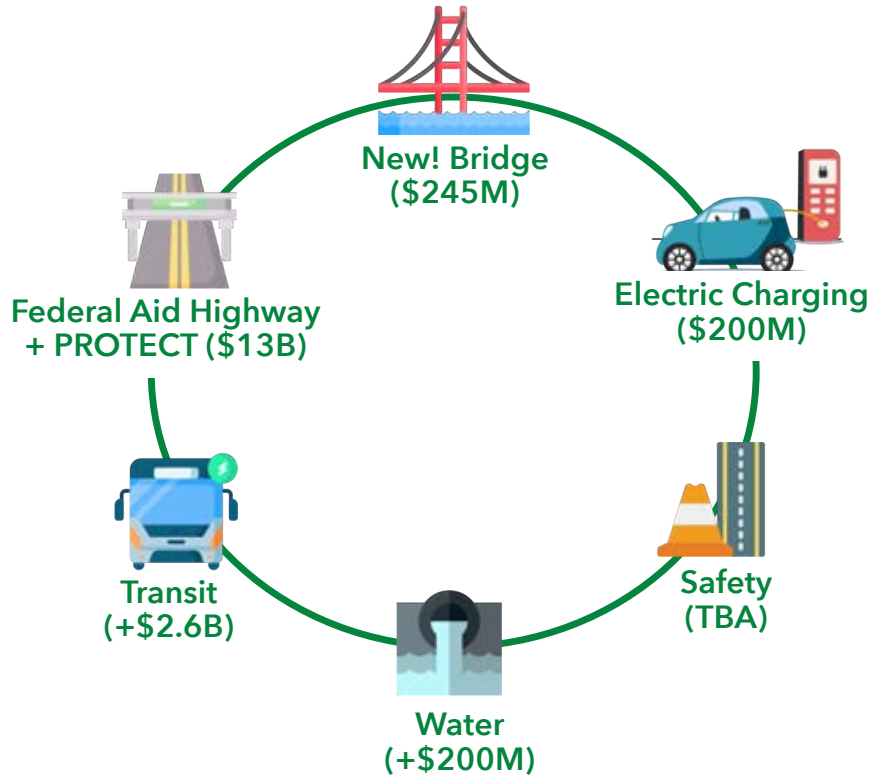 New! Bridge
($245M)
Electric Charging
($200M)
Federal Aid Highway
+ PROTECT ($13B)
Transit
(+$2.6B)
Safety
(TBA)
Water
(+$200M)